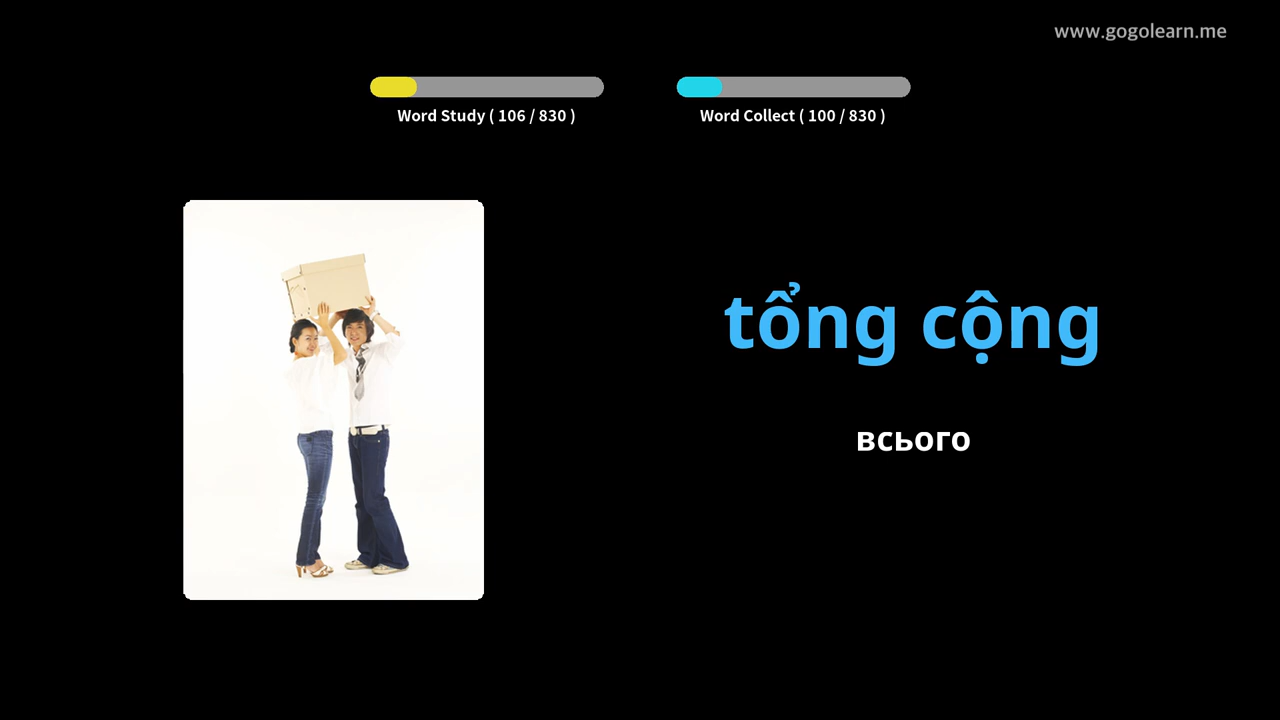 www.gogolearn.me
Word Study ( 106 / 830 )
Word Collect ( 100 / 830 )
tổng cộng
всього